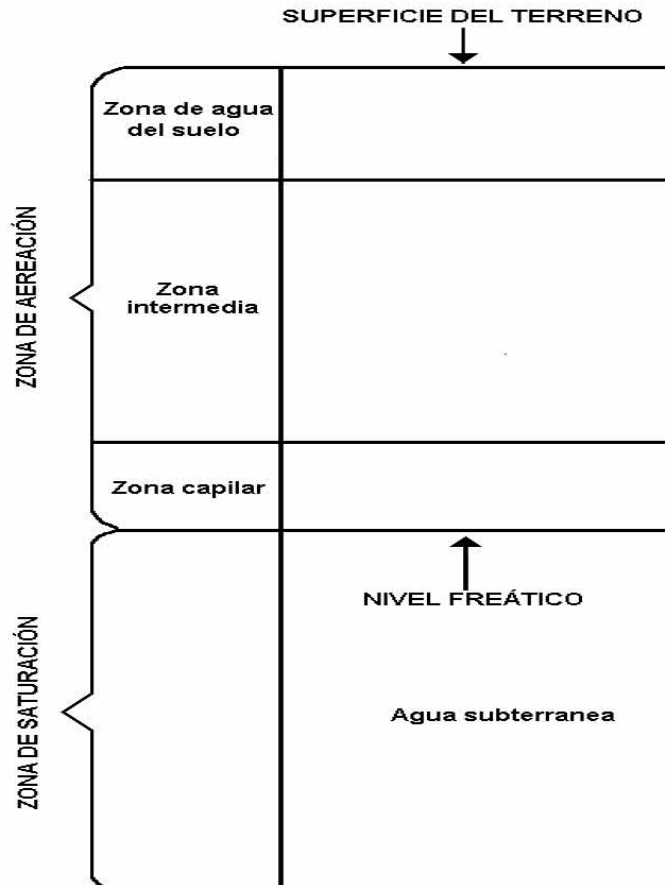 SUPERFICIE DEL TERRENO
Zona de agua
del suelo
ZONA DE AEREACIÓN
Zona
intermedia
Zona capilar
NIVEL FREÁTICO
ZONA DE SATURACIÓN
Agua subterranea